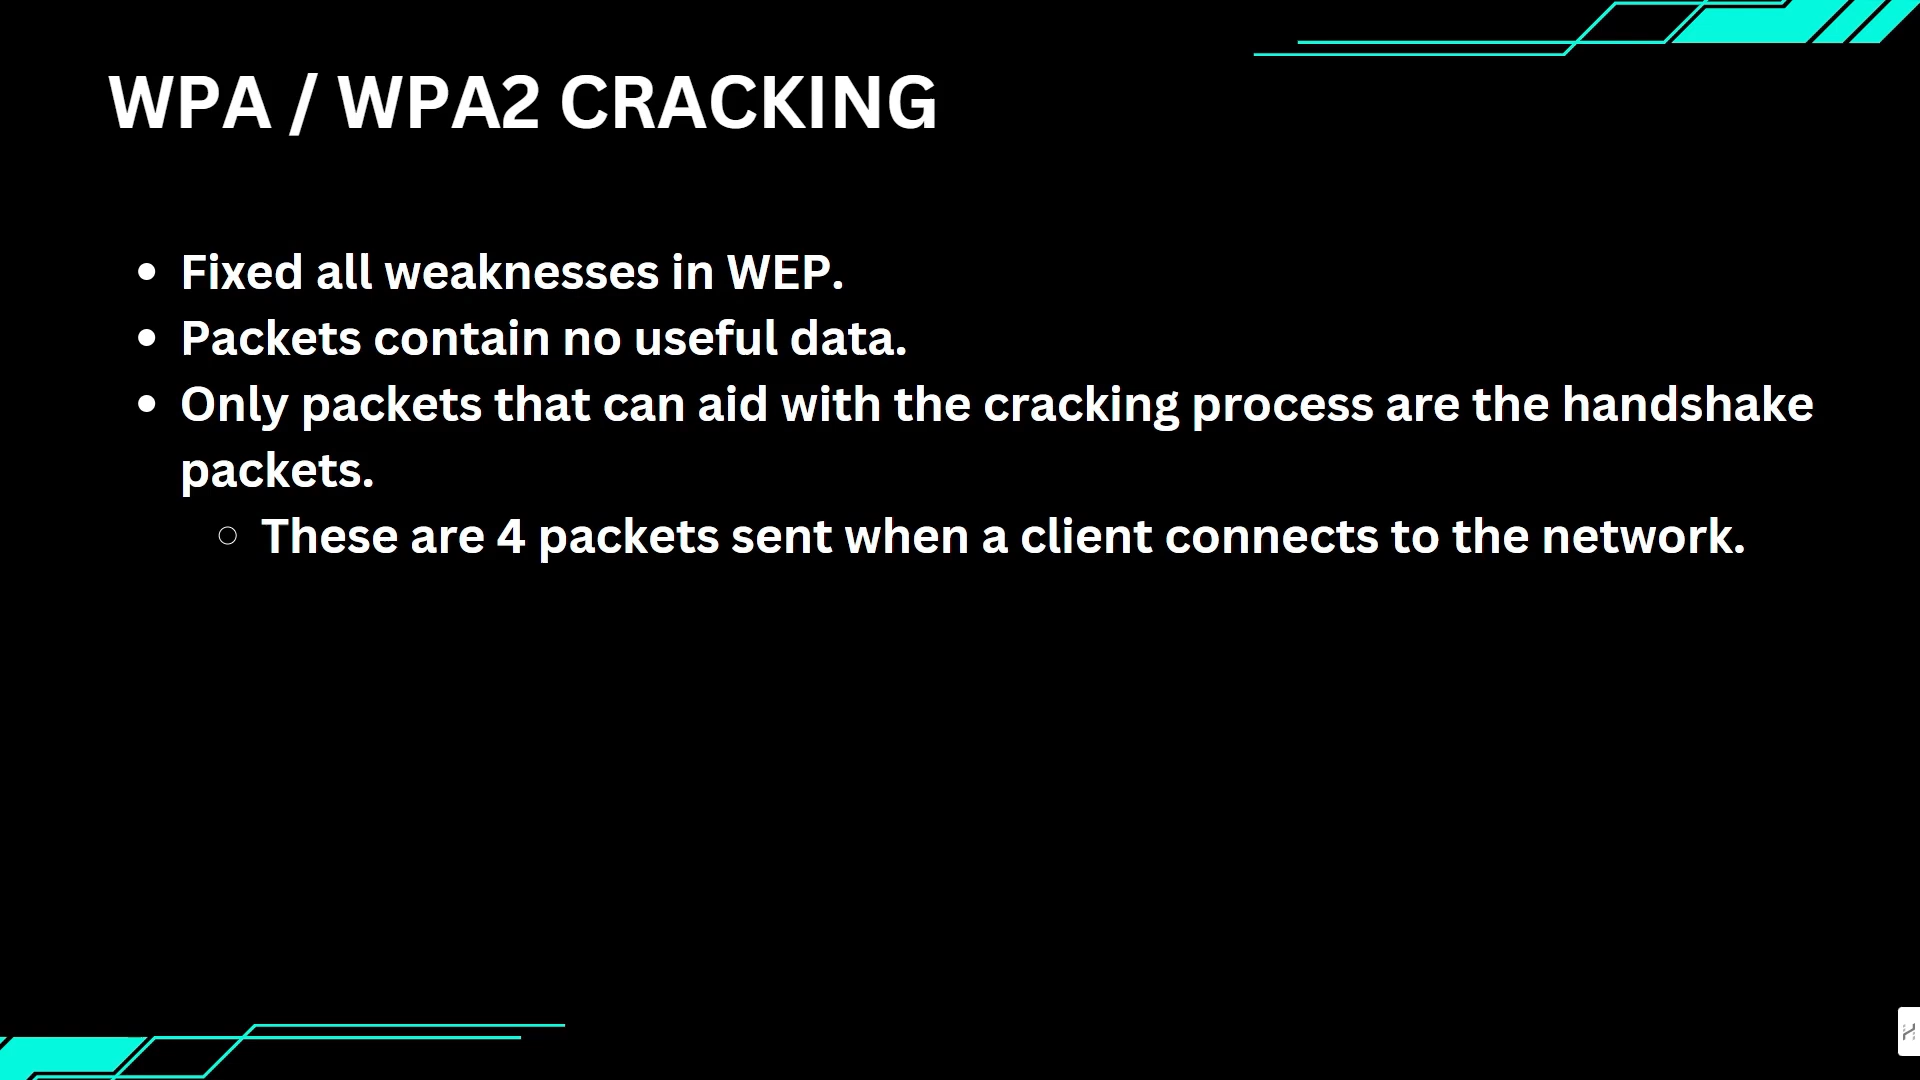 WPA / WPA2 CRACKING
Fixed all weaknesses in WEP.
Packets contain no useful data.
Only packets that can aid with the cracking process are the handshake
packets.
These are 4 packets sent when a client connects to the network.